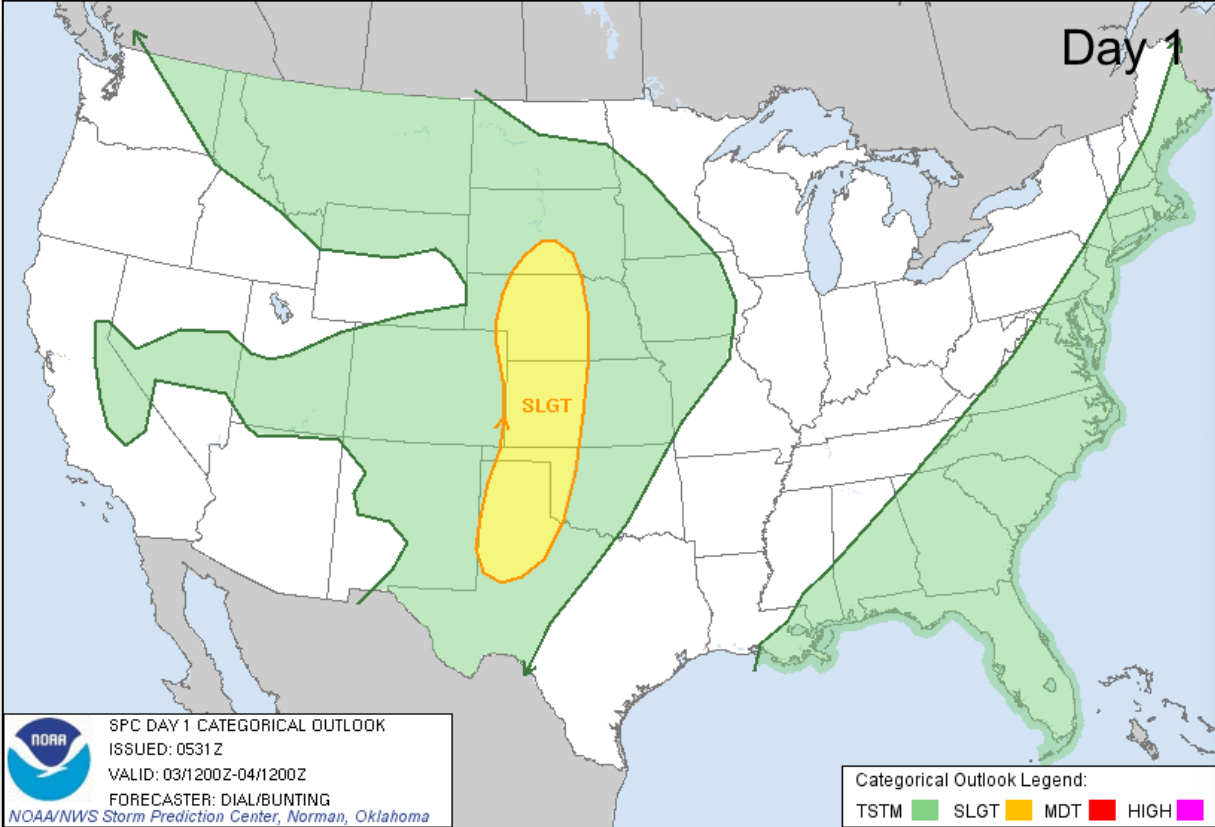 Day 1
SLGT
NOAA
SPC DAY 1 CATEGORICAL OUTLOOK
ISSUED: 0531Z
VALID: 03/1200Z-04/1200Z
FORECASTER: DIAL/BUNTING
NOAA/NWS Storm Prediction Center, Norman, Oklahoma
Categorical Outlook Legend:
TSTM SLGT MDT HIGH